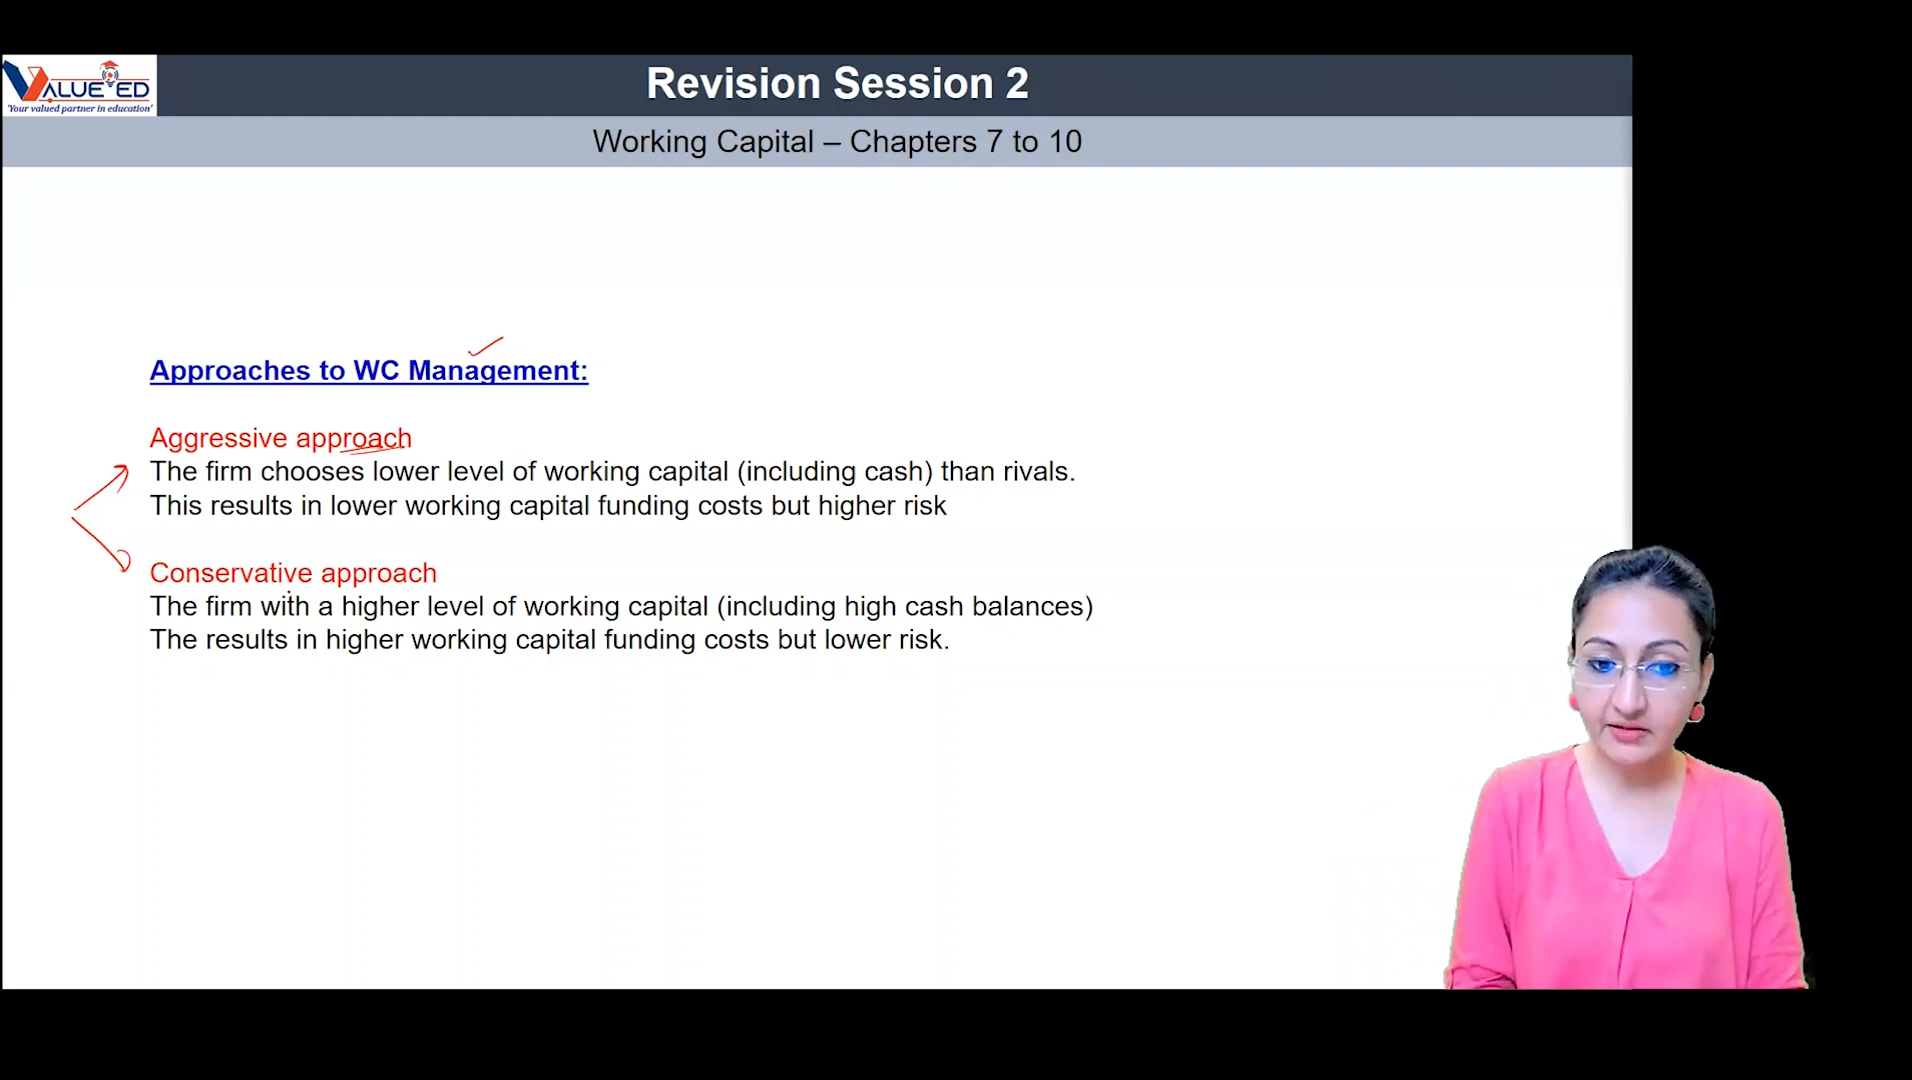 VALUE ED
'Your valued partner in education'
Revision Session 2
Working Capital – Chapters 7 to 10
Approaches to WC Management:
Aggressive approach
The firm chooses lower level of working capital (including cash) than rivals.
This results in lower working capital funding costs but higher risk
Conservative approach
The firm with a higher level of working capital (including high cash balances)
The results in higher working capital funding costs but lower risk.